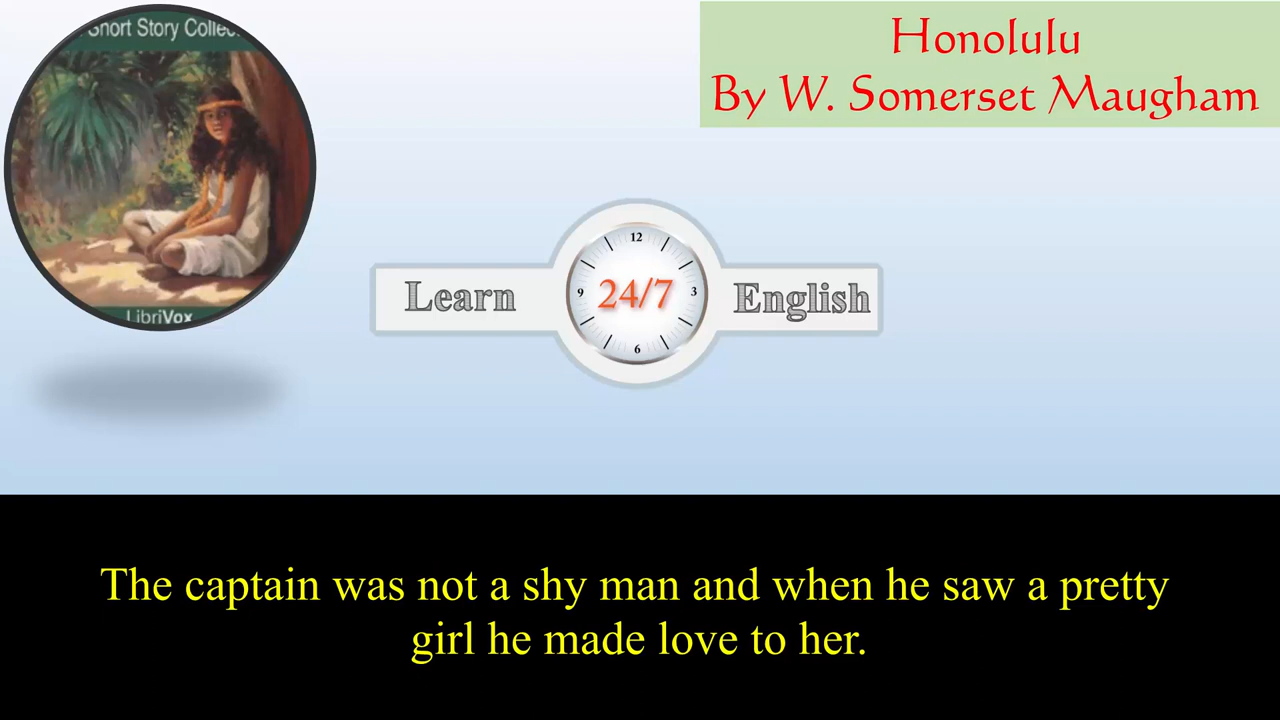 Short Story Collec
Honolulu
By W. Somerset Maugham
Learn 24/7 English
12
9
3
6
LibriVox
The captain was not a shy man and when he saw a pretty
girl he made love to her.